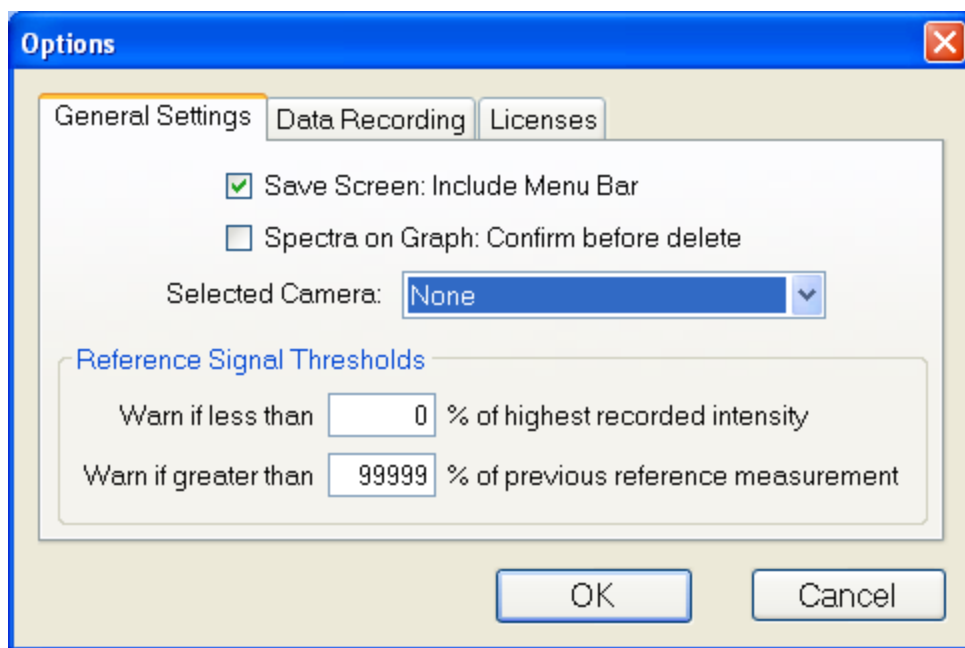 Options
General Settings Data Recording Licenses
Save Screen: Include Menu Bar
Spectra on Graph: Confirm before delete
Selected Camera: None
Reference Signal Thresholds
Warn if less than 0 % of highest recorded intensity
Warn if greater than 99999 % of previous reference measurement
OK Cancel